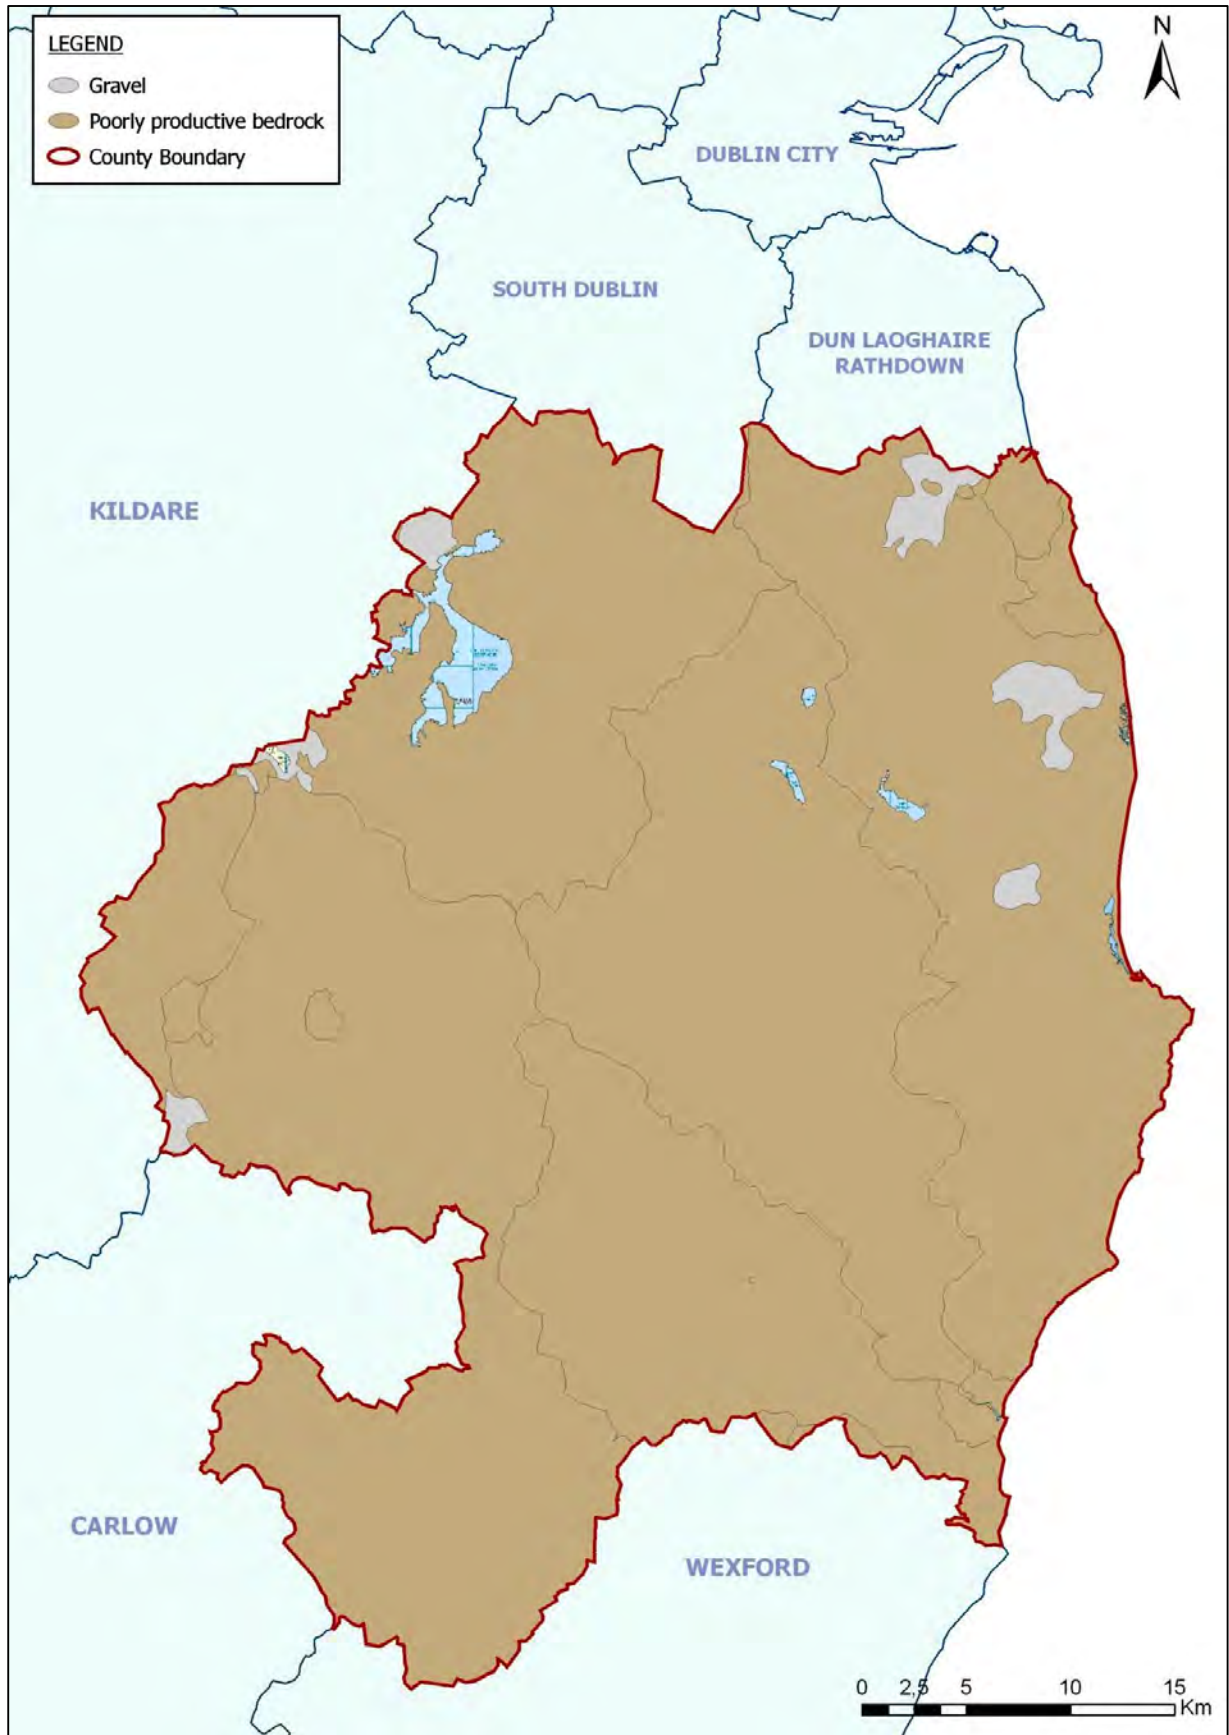 LEGEND
Gravel
Poorly productive bedrock
County Boundary
N
DUBLIN CITY
SOUTH DUBLIN
DUN LAOGHAIRE
RATHDOWN
KILDARE
CARLOW
WEXFORD
0 2,5 5 10 15
Km